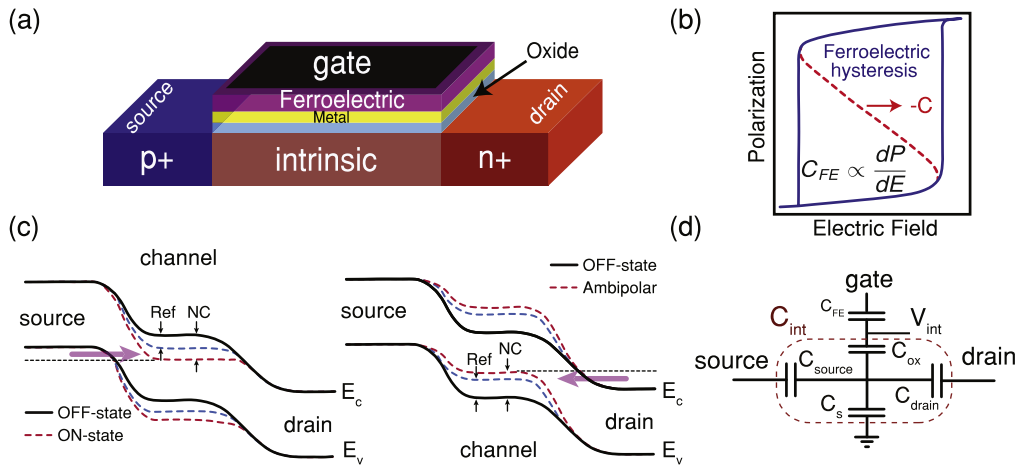 (a)
gate
Oxide
source
Ferroelectric
Metal
drain
p+
intrinsic
n+
(b)
Polarization
Ferroelectric
hysteresis
-C
C_FE ∝ dP/dE
Electric Field
(c)
channel
Ref NC
source
E_c
OFF-state
ON-state
drain
E_v
OFF-state
Ambipolar
source
Ref NC
E_c
channel
drain
E_v
(d)
gate
C_FE
C_int
V_int
source
C_source
C_ox
drain
C_s
C_drain